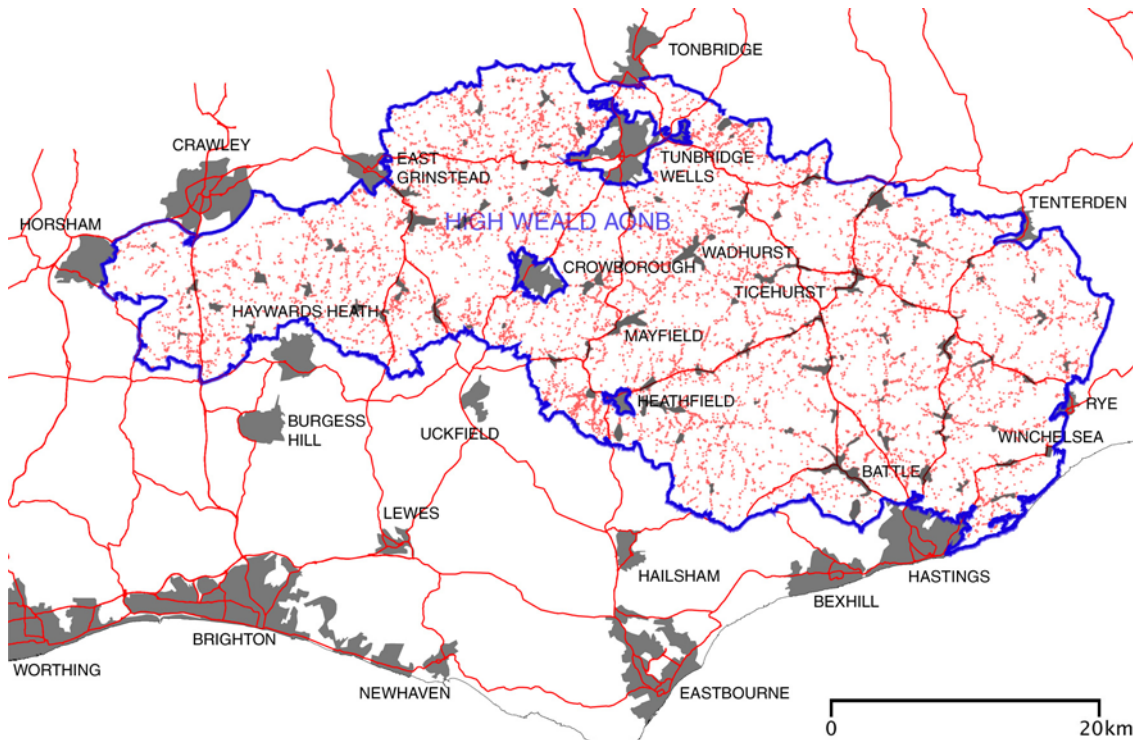 TONBRIDGE
CRAWLEY
EAST
GRINSTEAD
TUNBRIDGE
WELLS
HORSHAM
HIGH WEALD AONB
TENTERDEN
WADHURST
CROWBOROUGH
TICEHURST
HAYWARDS HEATH
MAYFIELD
HEATHFIELD
RYE
BURGESS
HILL
UCKFIELD
WINCHELSEA
BATTLE
LEWES
HAILSHAM
HASTINGS
BEXHILL
BRIGHTON
WORTHING
NEWHAVEN
EASTBOURNE
0
20km